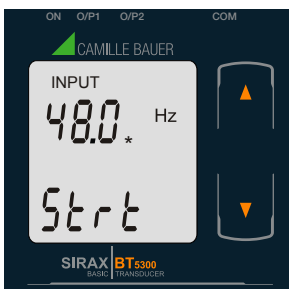 ON O/P1 O/P2 COM
CAMILLE BAUER
INPUT
48.0* Hz
Strt
SIRAX BT5300
BASIC TRANSDUCER